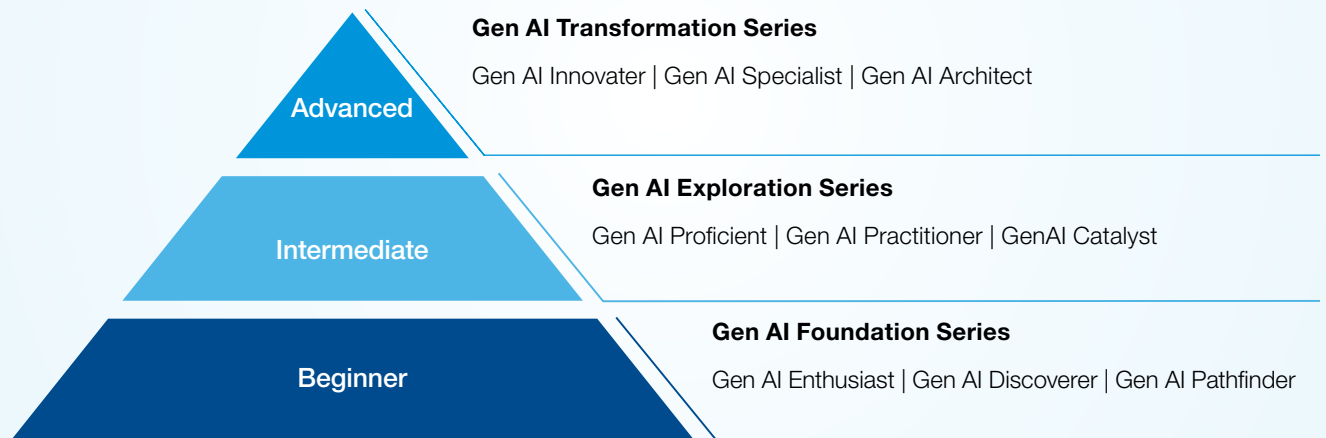 Gen AI Transformation Series
Gen AI Innovater | Gen AI Specialist | Gen AI Architect
Advanced
Gen AI Exploration Series
Gen AI Proficient | Gen AI Practitioner | GenAI Catalyst
Intermediate
Gen AI Foundation Series
Gen AI Enthusiast | Gen AI Discoverer | Gen AI Pathfinder
Beginner